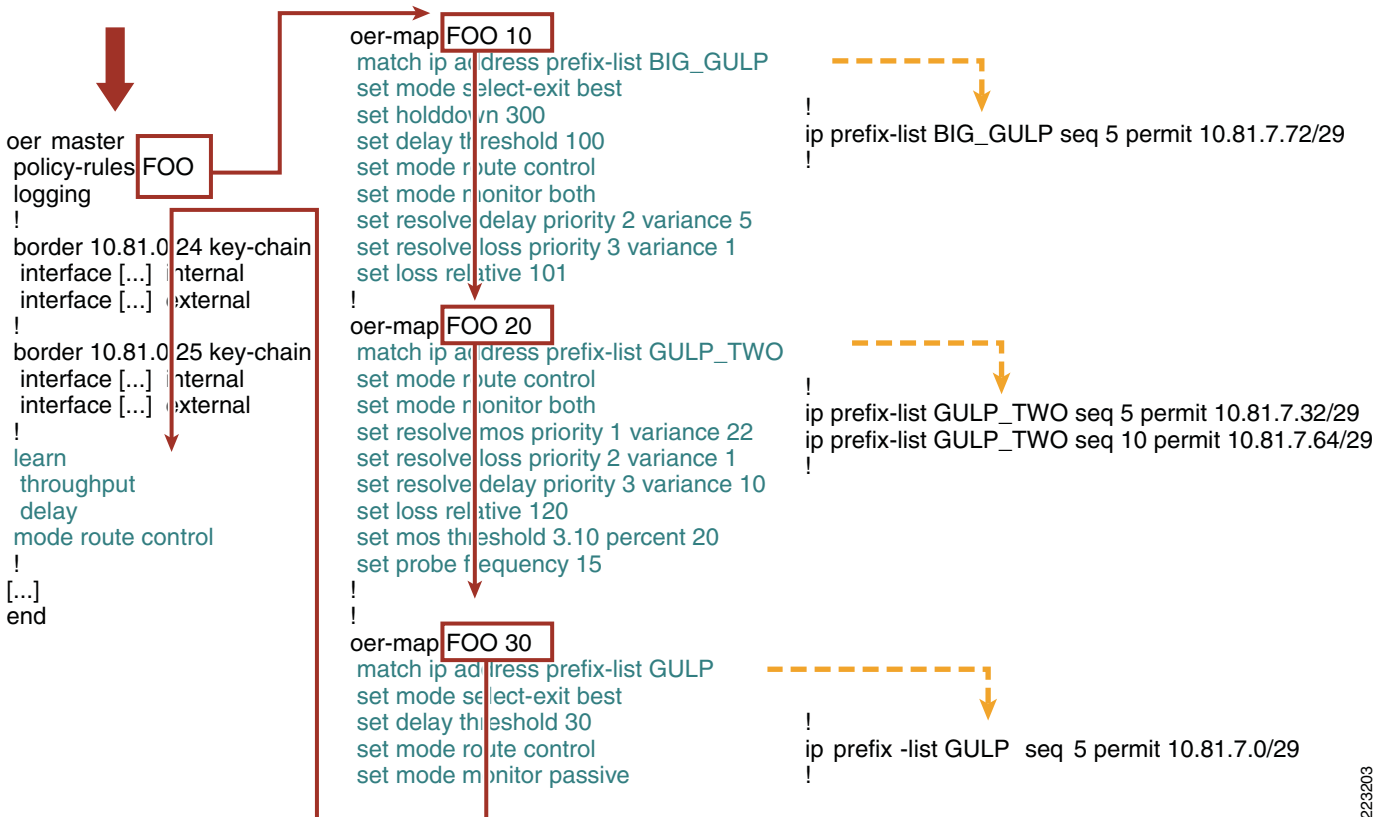 oer master
policy-rules FOO
logging
!
border 10.81.0.24 key-chain
interface [...] internal
interface [...] external
!
border 10.81.0.25 key-chain
interface [...] internal
interface [...] external
!
learn
throughput
delay
mode route control
!
[...]
end
oer-map FOO 10
match ip address prefix-list BIG_GULP
set mode select-exit best
set holddown 300
set delay threshold 100
set mode route control
set mode monitor both
set resolve delay priority 2 variance 5
set resolve loss priority 3 variance 1
set loss relative 101
!
oer-map FOO 20
match ip address prefix-list GULP_TWO
set mode route control
set mode monitor both
set resolve mos priority 1 variance 22
set resolve loss priority 2 variance 1
set resolve delay priority 3 variance 10
set loss relative 120
set mos threshold 3.10 percent 20
set probe frequency 15
!
!
oer-map FOO 30
match ip address prefix-list GULP
set mode select-exit best
set delay threshold 30
set mode route control
set mode monitor passive
!
ip prefix-list BIG_GULP seq 5 permit 10.81.7.72/29
!
!
ip prefix-list GULP_TWO seq 5 permit 10.81.7.32/29
ip prefix-list GULP_TWO seq 10 permit 10.81.7.64/29
!
!
ip prefix -list GULP seq 5 permit 10.81.7.0/29
!
223203